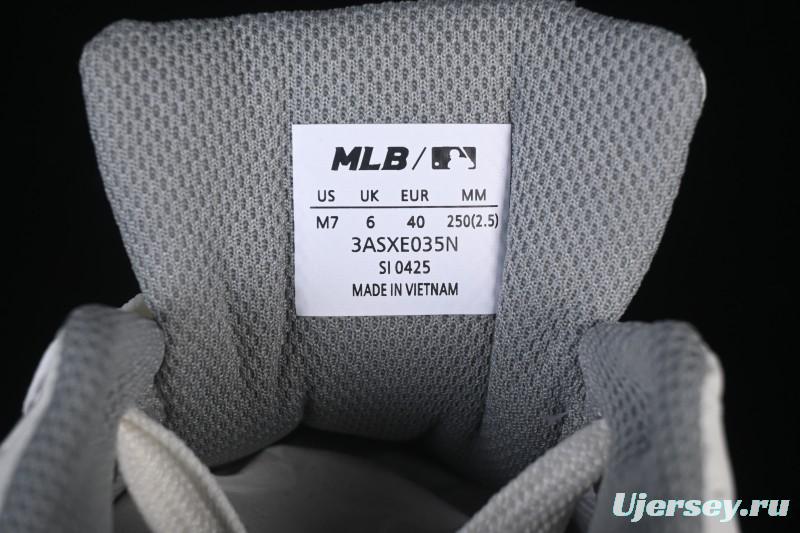 MLB/
US UK EUR MM
M7 6 40 250(2.5)
3ASXE035N
SI 0425
MADE IN VIETNAM
Ujersey.ru